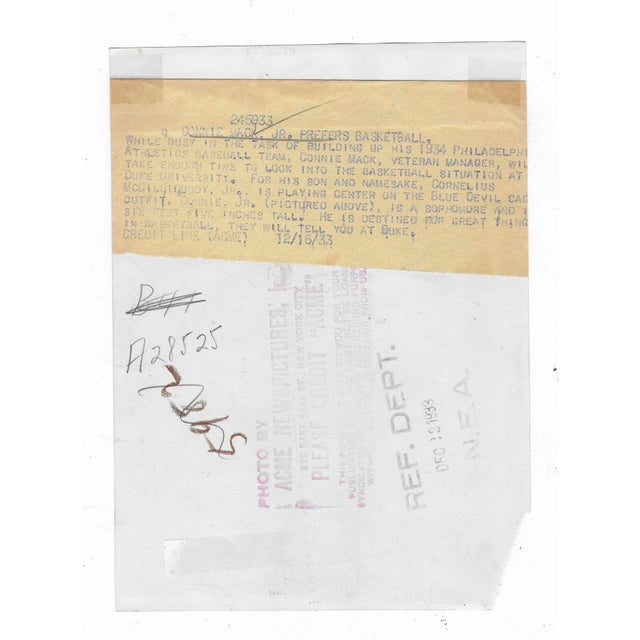 245933
CONNIE MACK, JR. PREFERS BASKETBALL.
WHILE BUSY IN THE TASK OF BUILDING UP HIS 1934 PHILADELPHI
ATHLETICS BASEBALL TEAM, CONNIE MACK, VETERAN MANAGER, WIL
TAKE ENOUGH TIME TO LOOK INTO THE BASKETBALL SITUATION AT
DUKE UNIVERSITY. FOR HIS SON AND NAMESAKE, CORNELIUS
MCGILLICUDDY, JR., IS PLAYING CENTER ON THE BLUE DEVIL CAG
OUTFIT. CONNIE, JR. (PICTURED ABOVE), IS A SOPHOMORE AND I
SIX FEET FIVE INCHES TALL. HE IS DESTINED FOR GREAT THING
IN BASKETBALL, THEY WILL TELL YOU AT DUKE.
CREDIT LINE (ACME) 12/16/33
A28525
PHOTO BY
ACME NEWSPICTURES,
NEW YORK CITY
PLEASE CREDIT "ACME"
REF. DEPT.
DEC 1933
N.E.A.